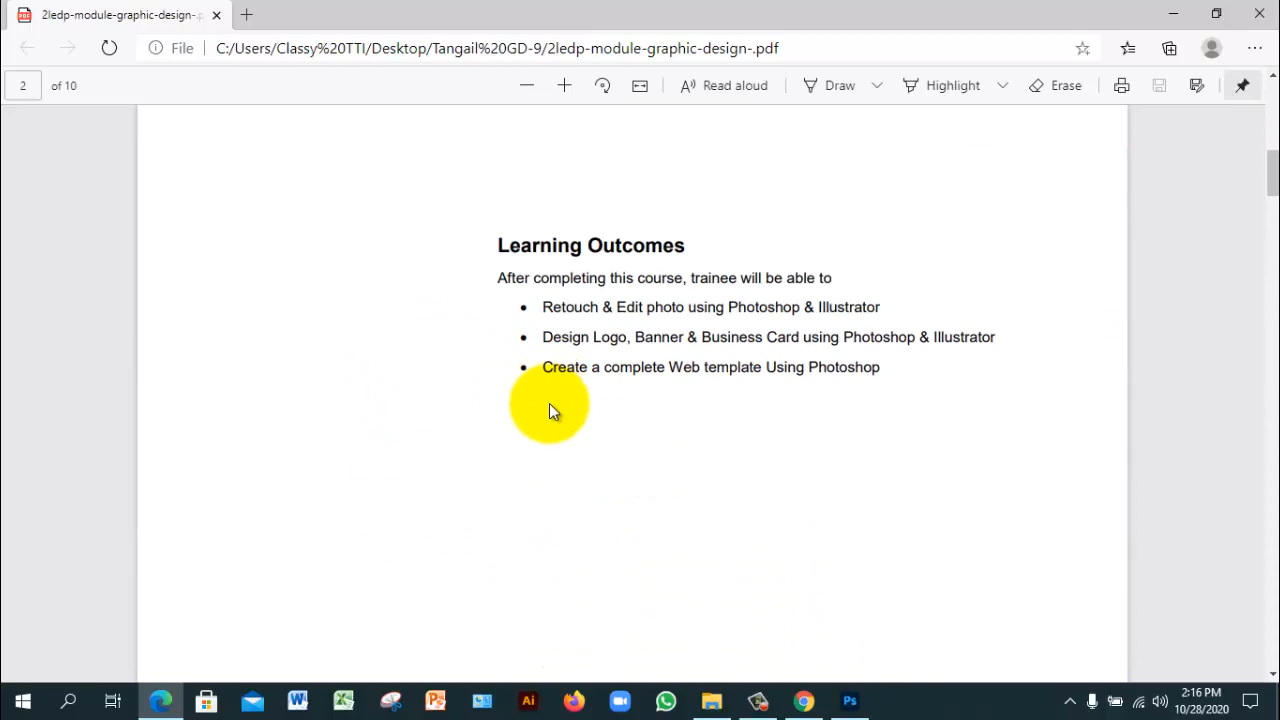 2ledp-module-graphic-design-.p
File
C:/Users/Classy%20TTI/Desktop/Tangail%20GD-9/2ledp-module-graphic-design-.pdf
2 of 10
Read aloud
Draw
Highlight
Erase
Learning Outcomes
After completing this course, trainee will be able to
• Retouch & Edit photo using Photoshop & Illustrator
• Design Logo, Banner & Business Card using Photoshop & Illustrator
• Create a complete Web template Using Photoshop
Ai
Ps
2:16 PM
10/28/2020